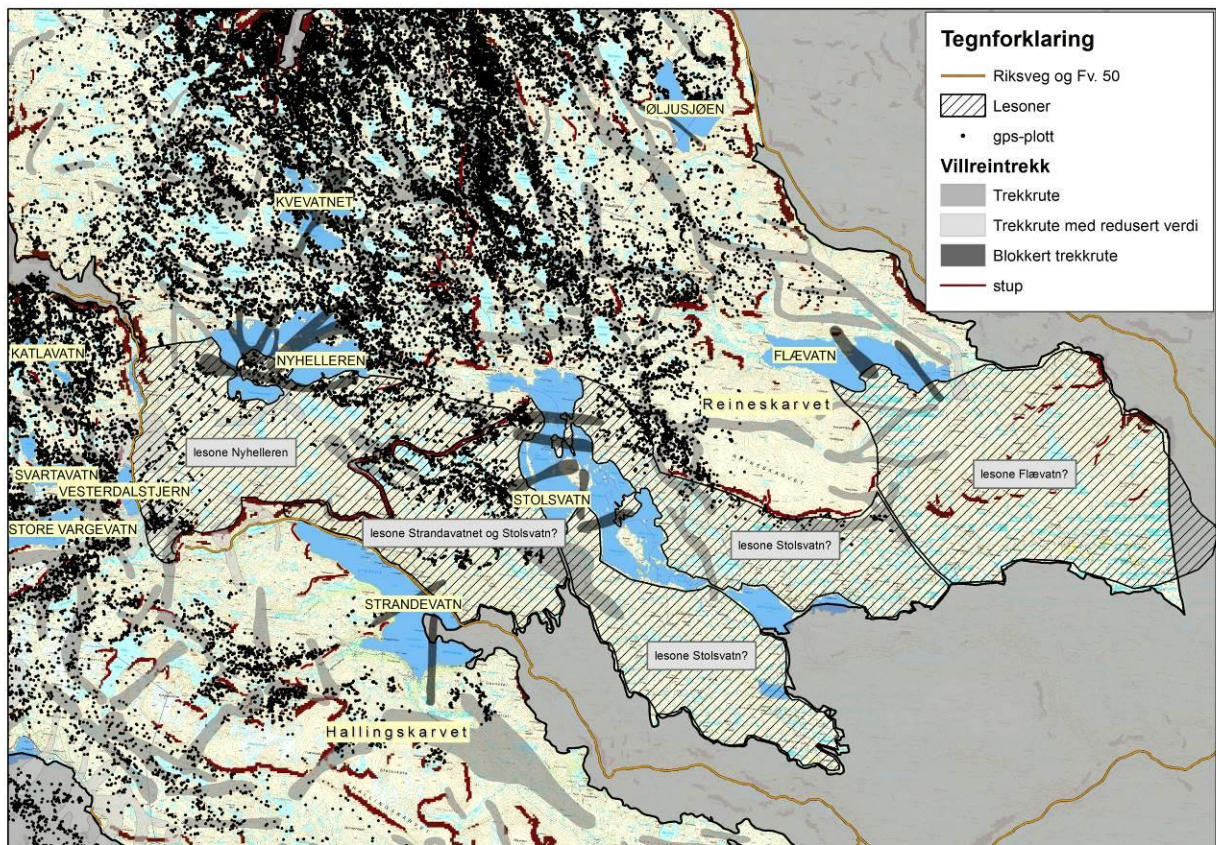 Tegnforklaring
Riksveg og Fv. 50
Lesoner
gps-plott
Villreintrekk
Trekkrute
Trekkrute med redusert verdi
Blokkert trekkrute
stup
ØLJUSJØEN
KVEVATNET
KATLAVATN
NYHELLEREN
FLÆVATN
Reineskarvet
lesone Nyhelleren
lesone Flævatn?
SVARTAVATN
VESTERDALSTJERN
STOLSVATN
STORE VARGEVATN
lesone Strandavatnet og Stolsvatn?
lesone Stolsvatn?
STRANDEVATN
lesone Stolsvatn?
Hallingskarvet